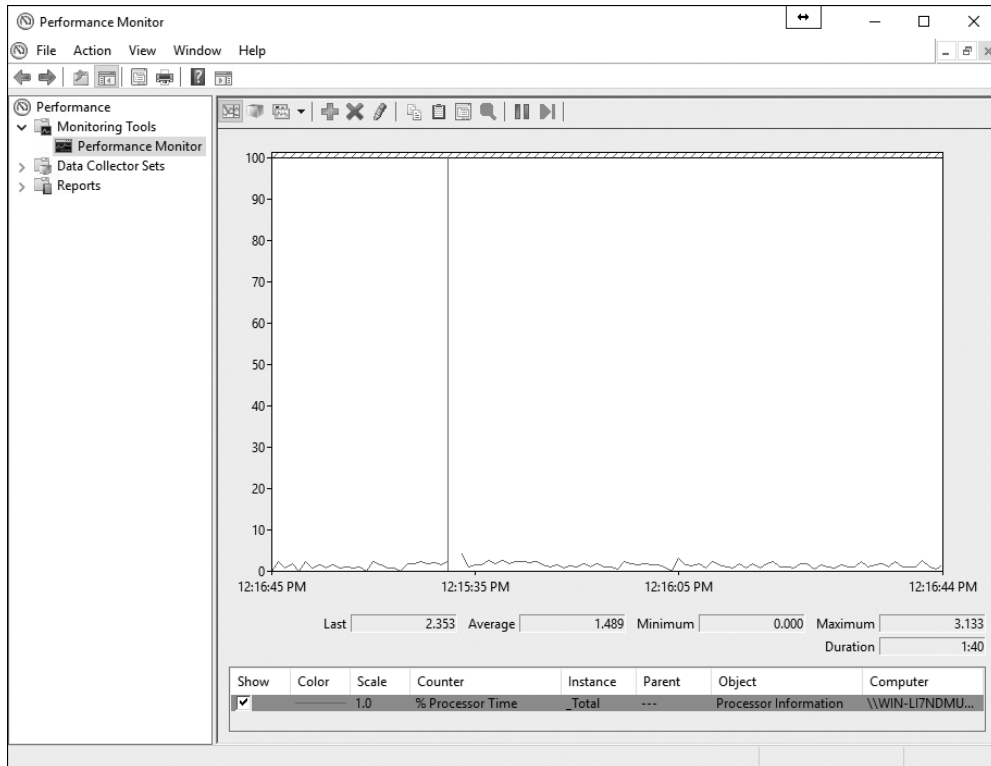 Performance Monitor
File Action View Window Help
Performance
Monitoring Tools
Performance Monitor
Data Collector Sets
Reports
100
90
80
70
60
50
40
30
20
10
0
12:16:45 PM 12:15:35 PM 12:16:05 PM 12:16:44 PM
Last 2.353 Average 1.489 Minimum 0.000 Maximum 3.133
Duration 1:40
Show Color Scale Counter Instance Parent Object Computer
1.0 % Processor Time _Total --- Processor Information \\WIN-LI7NDMU...